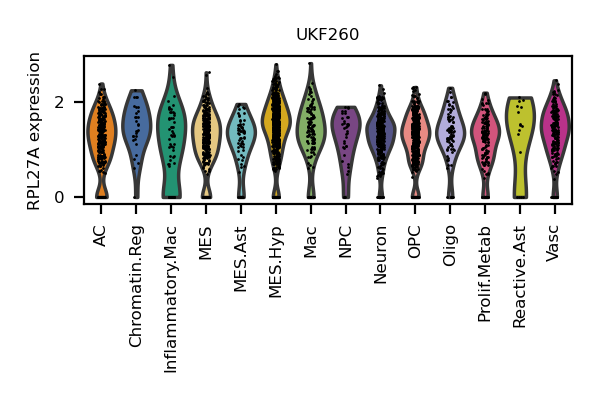 UKF260
RPL27A expression
2
0
AC
Chromatin.Reg
Inflammatory.Mac
MES
MES.Ast
MES.Hyp
Mac
NPC
Neuron
OPC
Oligo
Prolif.Metab
Reactive.Ast
Vasc